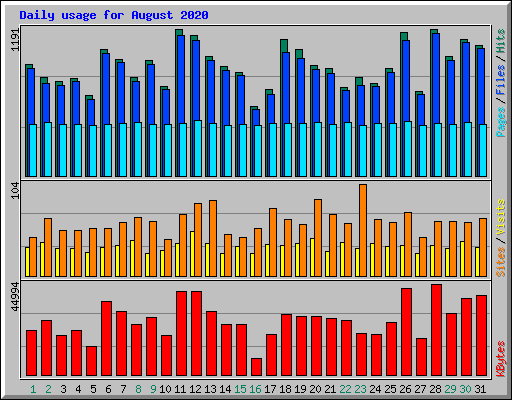 Daily usage for August 2020
1191
Pages / Files / Hits
104
Sites / Visits
44994
KBytes
1 2 3 4 5 6 7 8 9 10 11 12 13 14 15 16 17 18 19 20 21 22 23 24 25 26 27 28 29 30 31